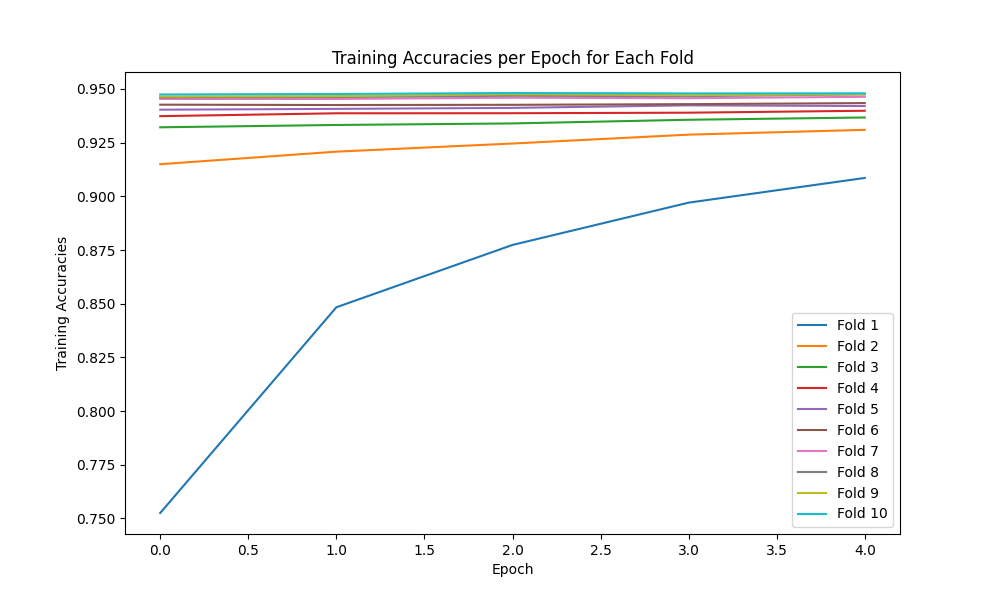 Training Accuracies per Epoch for Each Fold
Training Accuracies
0.950
0.925
0.900
0.875
0.850
0.825
0.800
0.775
0.750
Fold 1
Fold 2
Fold 3
Fold 4
Fold 5
Fold 6
Fold 7
Fold 8
Fold 9
Fold 10
0.0 0.5 1.0 1.5 2.0 2.5 3.0 3.5 4.0
Epoch